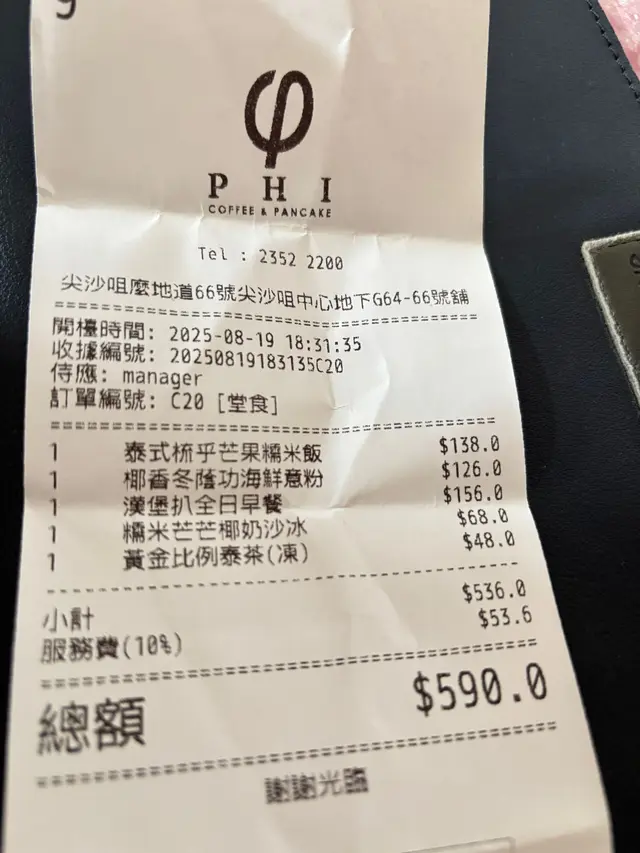 9
φ
PHI
COFFEE & PANCAKE
Tel : 2352 2200
尖沙咀麼地道66號尖沙咀中心地下G64-66號舖
開檯時間: 2025-08-19 18:31:35
收據編號: 20250819183135C20
侍應: manager
訂單編號: C20 [堂食]
1 泰式梳乎芒果糯米飯 $138.0
1 椰香冬蔭功海鮮意粉 $126.0
1 漢堡扒全日早餐 $156.0
1 糯米芒芒椰奶沙冰 $68.0
1 黃金比例泰茶(凍) $48.0
小計 $536.0
服務費(10%) $53.6
總額 $590.0
謝謝光臨